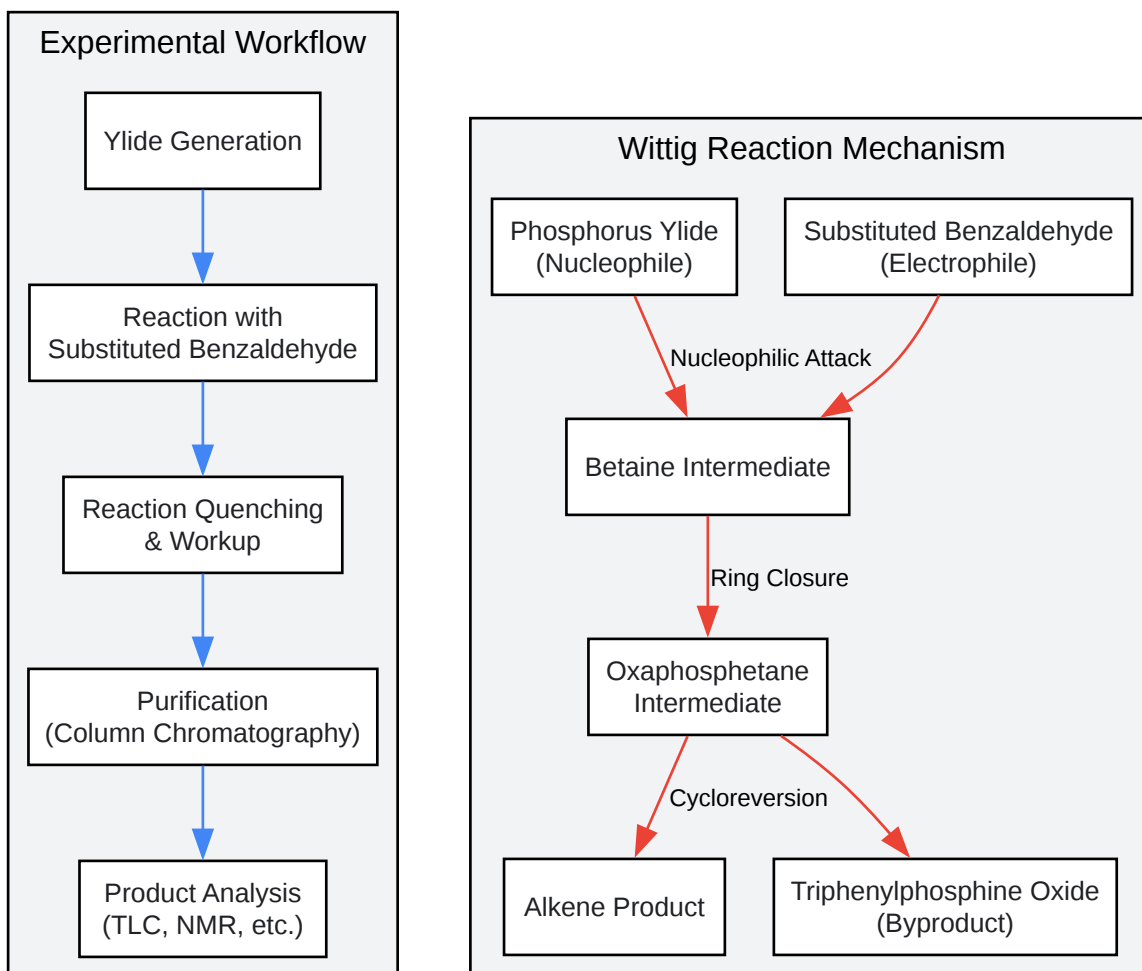 Experimental Workflow
Ylide Generation
Reaction with
Substituted Benzaldehyde
Reaction Quenching
& Workup
Purification
(Column Chromatography)
Product Analysis
(TLC, NMR, etc.)
Wittig Reaction Mechanism
Phosphorus Ylide
(Nucleophile)
Substituted Benzaldehyde
(Electrophile)
Nucleophilic Attack
Betaine Intermediate
Ring Closure
Oxaphosphetane
Intermediate
Cycloreversion
Alkene Product
Triphenylphosphine Oxide
(Byproduct)